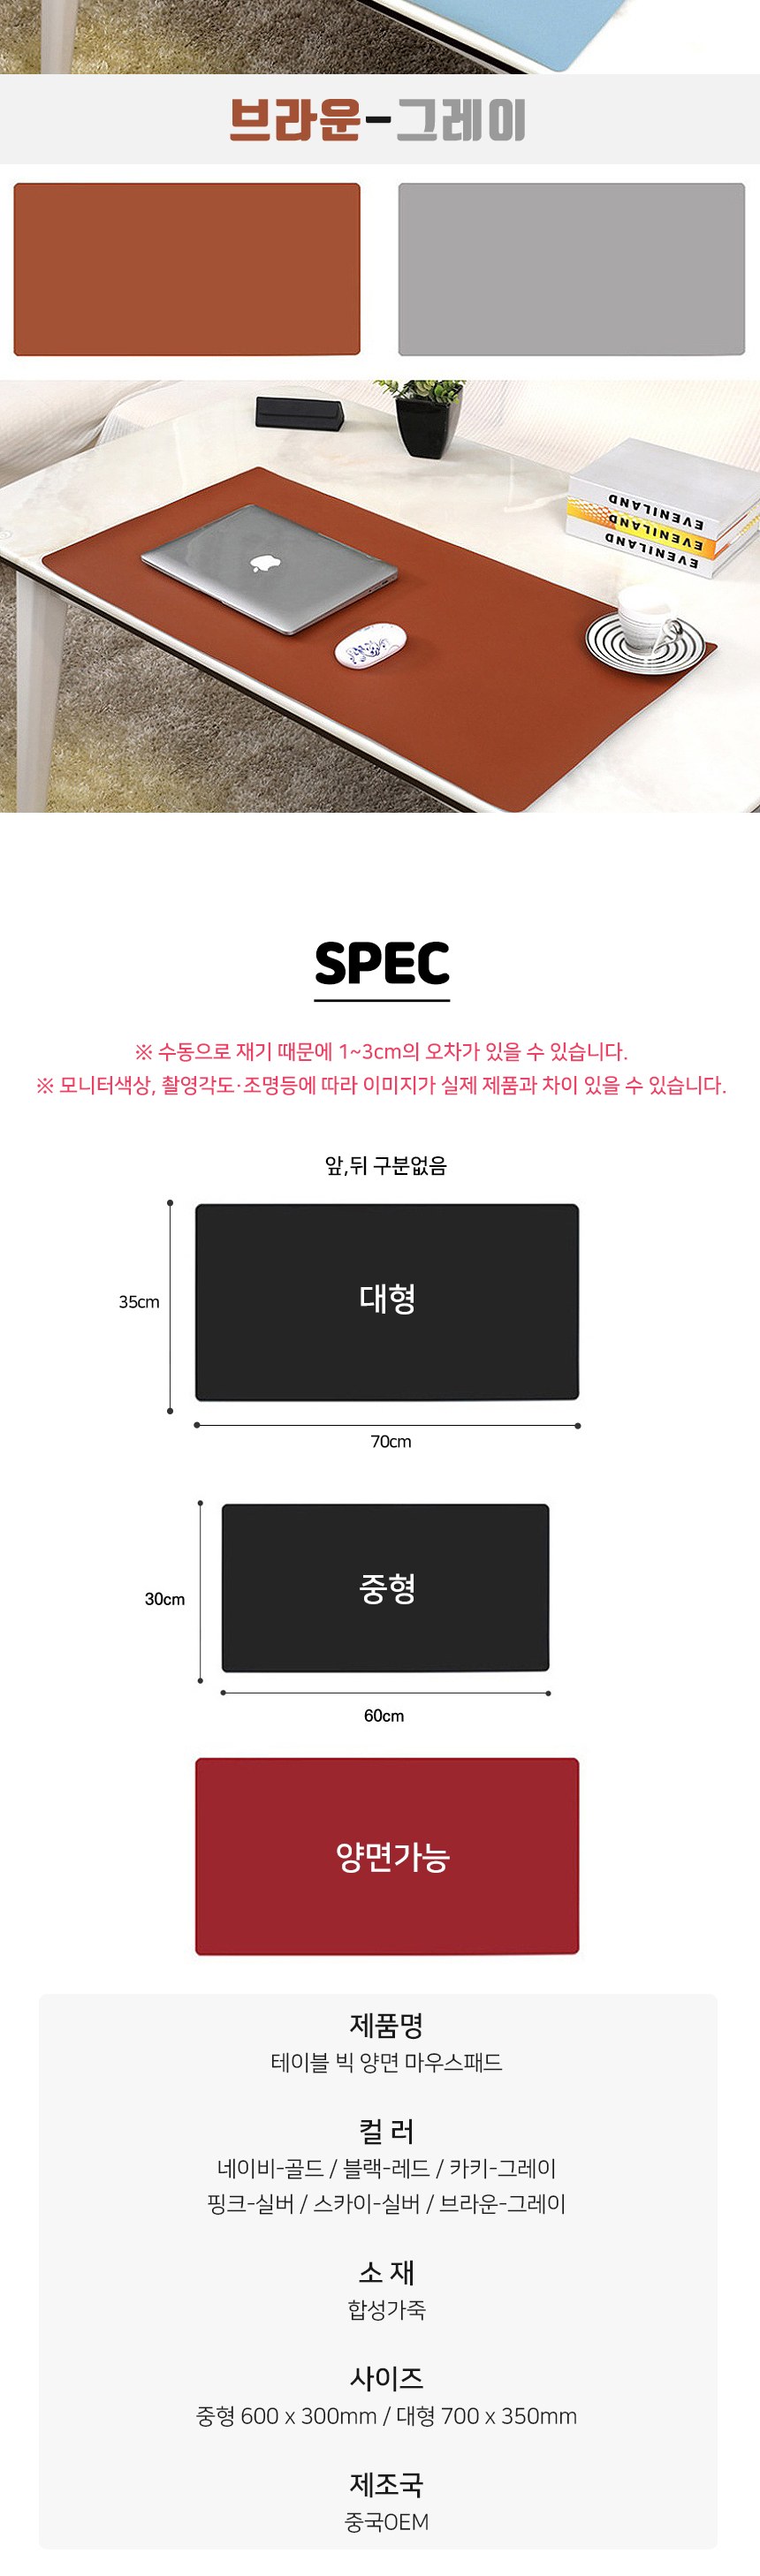 브라운-그레이
EVENILAND
EVENILAND
EVENILAND
SPEC
※ 수동으로 재기 때문에 1~3cm의 오차가 있을 수 있습니다.
※ 모니터색상, 촬영각도·조명등에 따라 이미지가 실제 제품과 차이 있을 수 있습니다.
앞,뒤 구분없음
대형
35cm
70cm
중형
30cm
60cm
양면가능
제품명
테이블 빅 양면 마우스패드
컬 러
네이비-골드 / 블랙-레드 / 카키-그레이
핑크-실버 / 스카이-실버 / 브라운-그레이
소 재
합성가죽
사이즈
중형 600 x 300mm / 대형 700 x 350mm
제조국
중국OEM